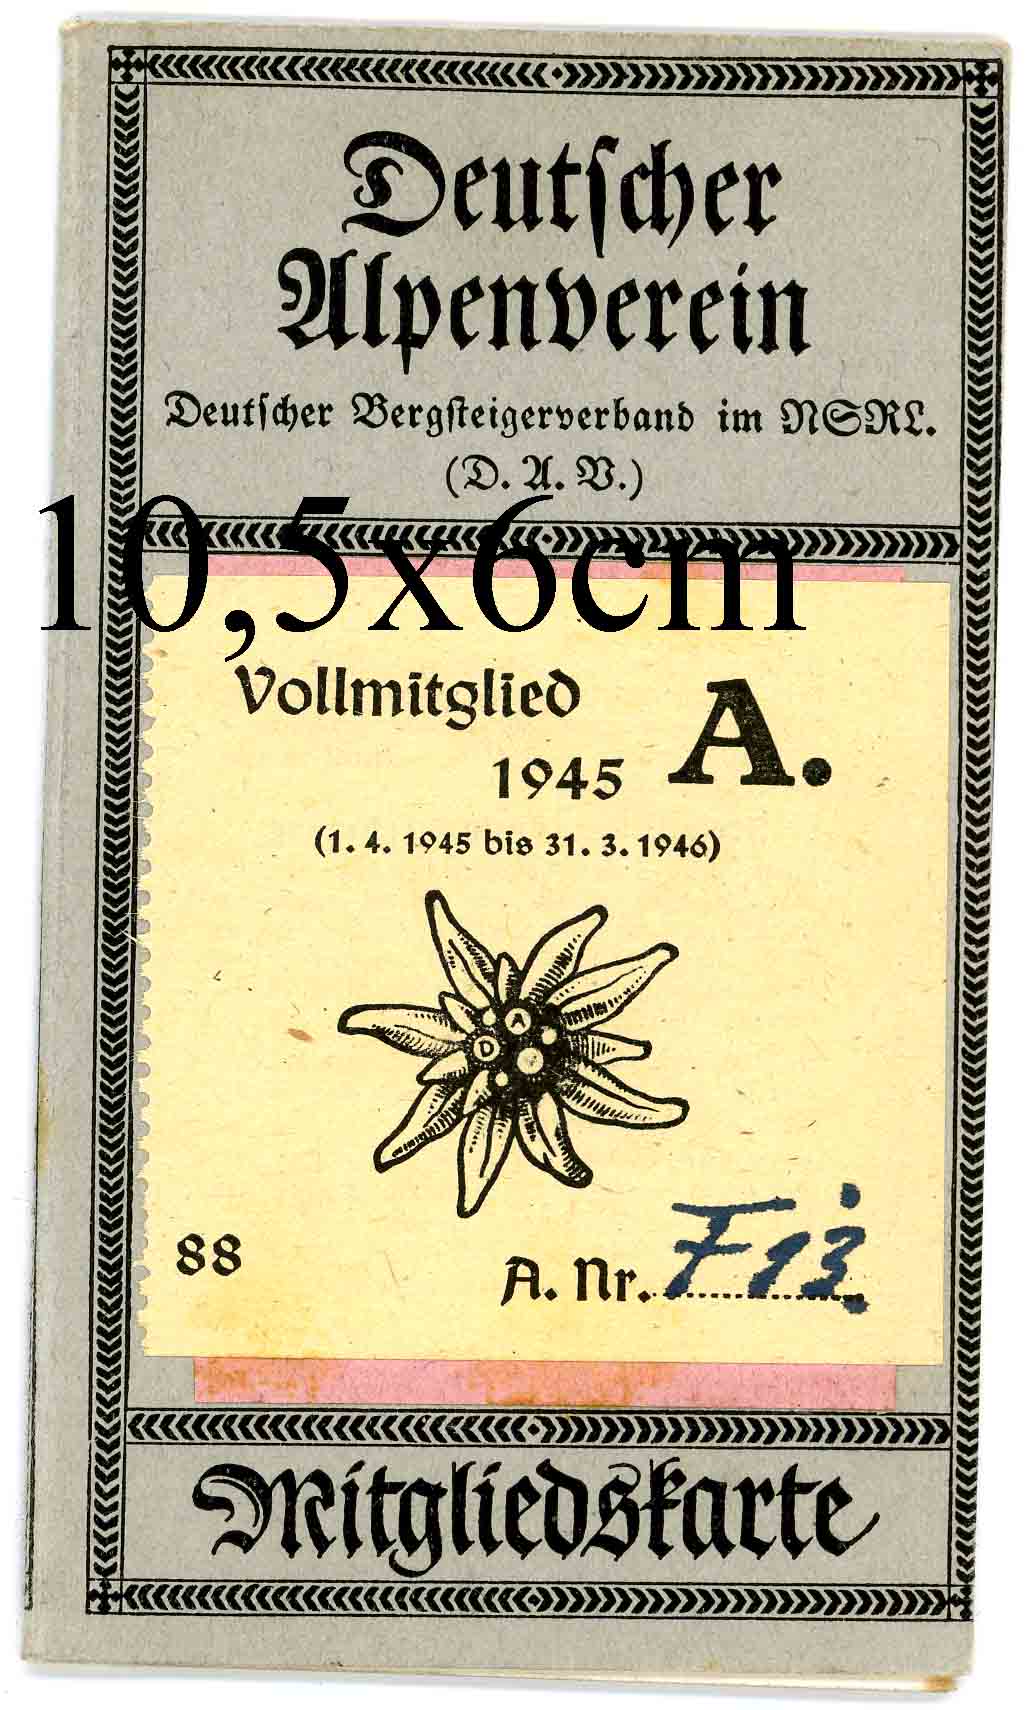 Deutscher
Alpenverein
Deutscher Bergsteigerverband im NSRL.
(D. A. V.)
10,5x6cm
Vollmitglied
1945 A.
(1. 4. 1945 bis 31. 3. 1946)
A
D
88
A. Nr. F 13
Mitgliedskarte